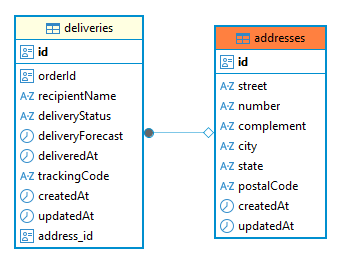 deliveries
id
orderId
A-Z recipientName
A-Z deliveryStatus
deliveryForecast
deliveredAt
A-Z trackingCode
createdAt
updatedAt
address_id
addresses
id
A-Z street
A-Z number
A-Z complement
A-Z city
A-Z state
A-Z postalCode
createdAt
updatedAt